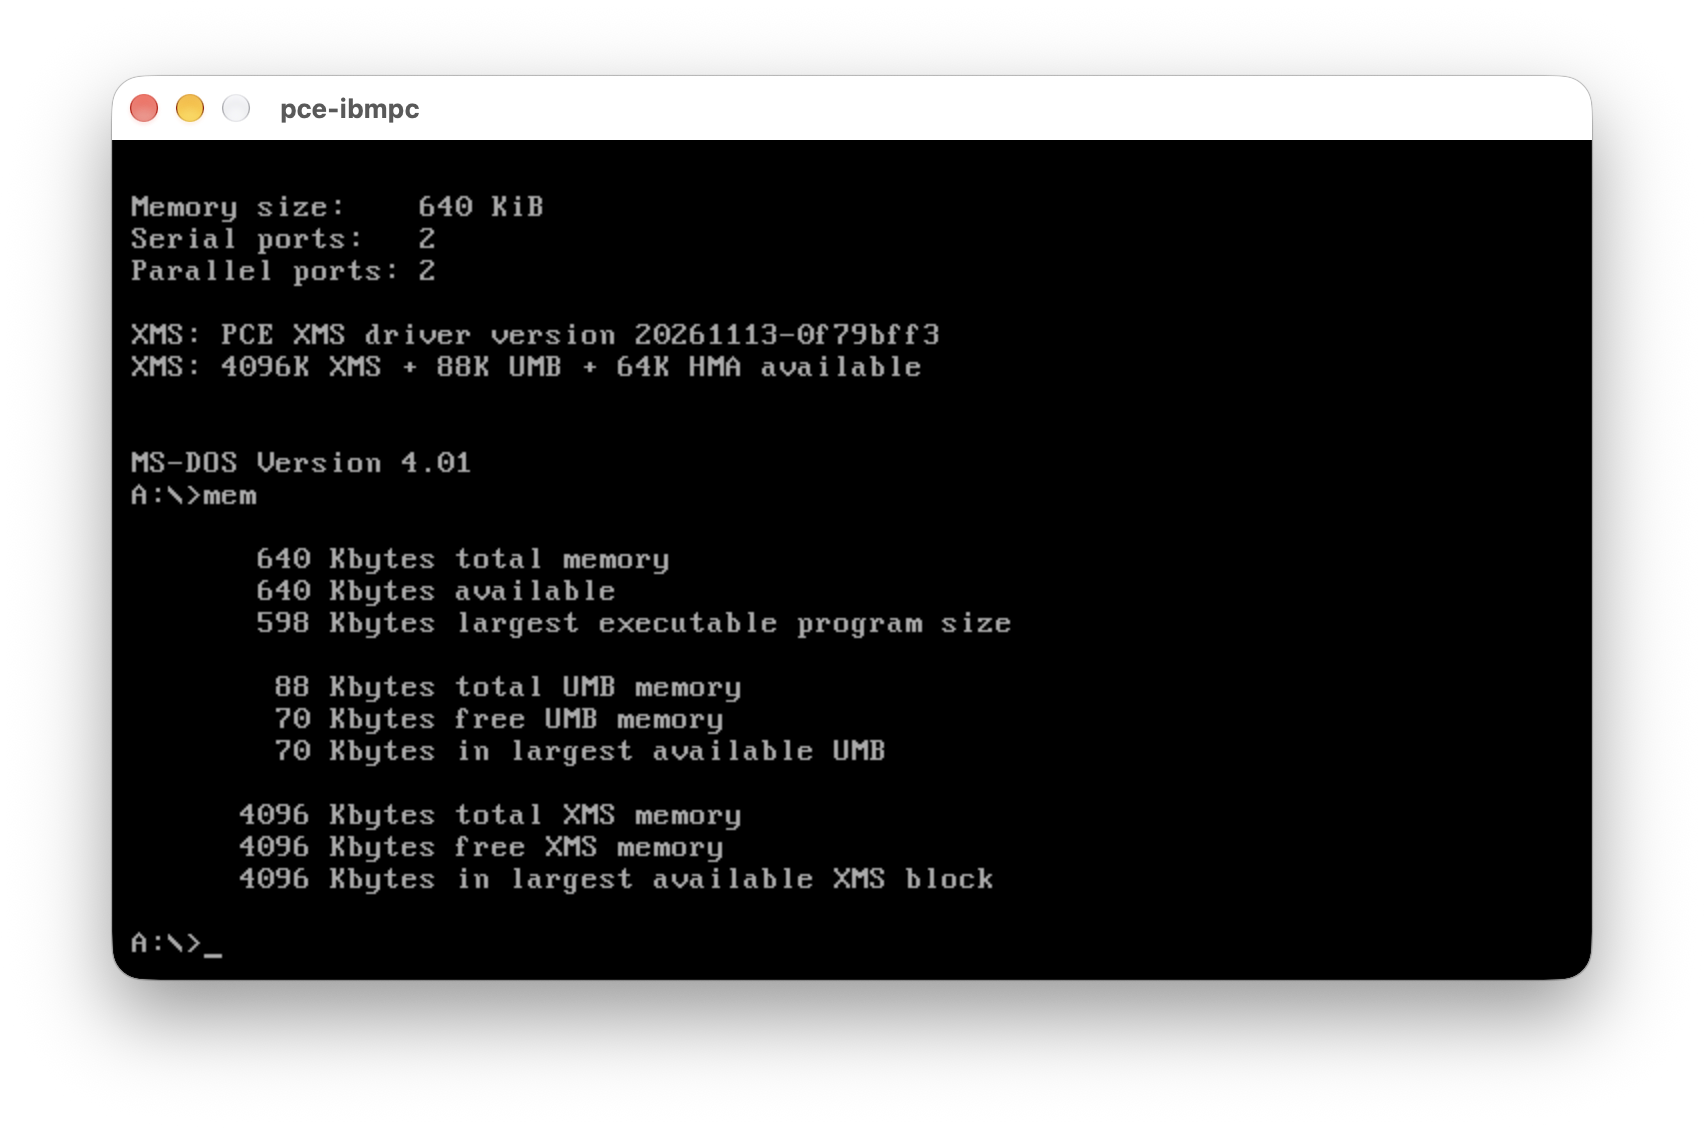 pce-ibmpc
Memory size:    640 KiB
Serial ports:   2
Parallel ports: 2
XMS: PCE XMS driver version 20261113-0f79bff3
XMS: 4096K XMS + 88K UMB + 64K HMA available
MS-DOS Version 4.01
A:\>mem
640 Kbytes total memory
640 Kbytes available
598 Kbytes largest executable program size
88 Kbytes total UMB memory
70 Kbytes free UMB memory
70 Kbytes in largest available UMB
4096 Kbytes total XMS memory
4096 Kbytes free XMS memory
4096 Kbytes in largest available XMS block
A:\>_